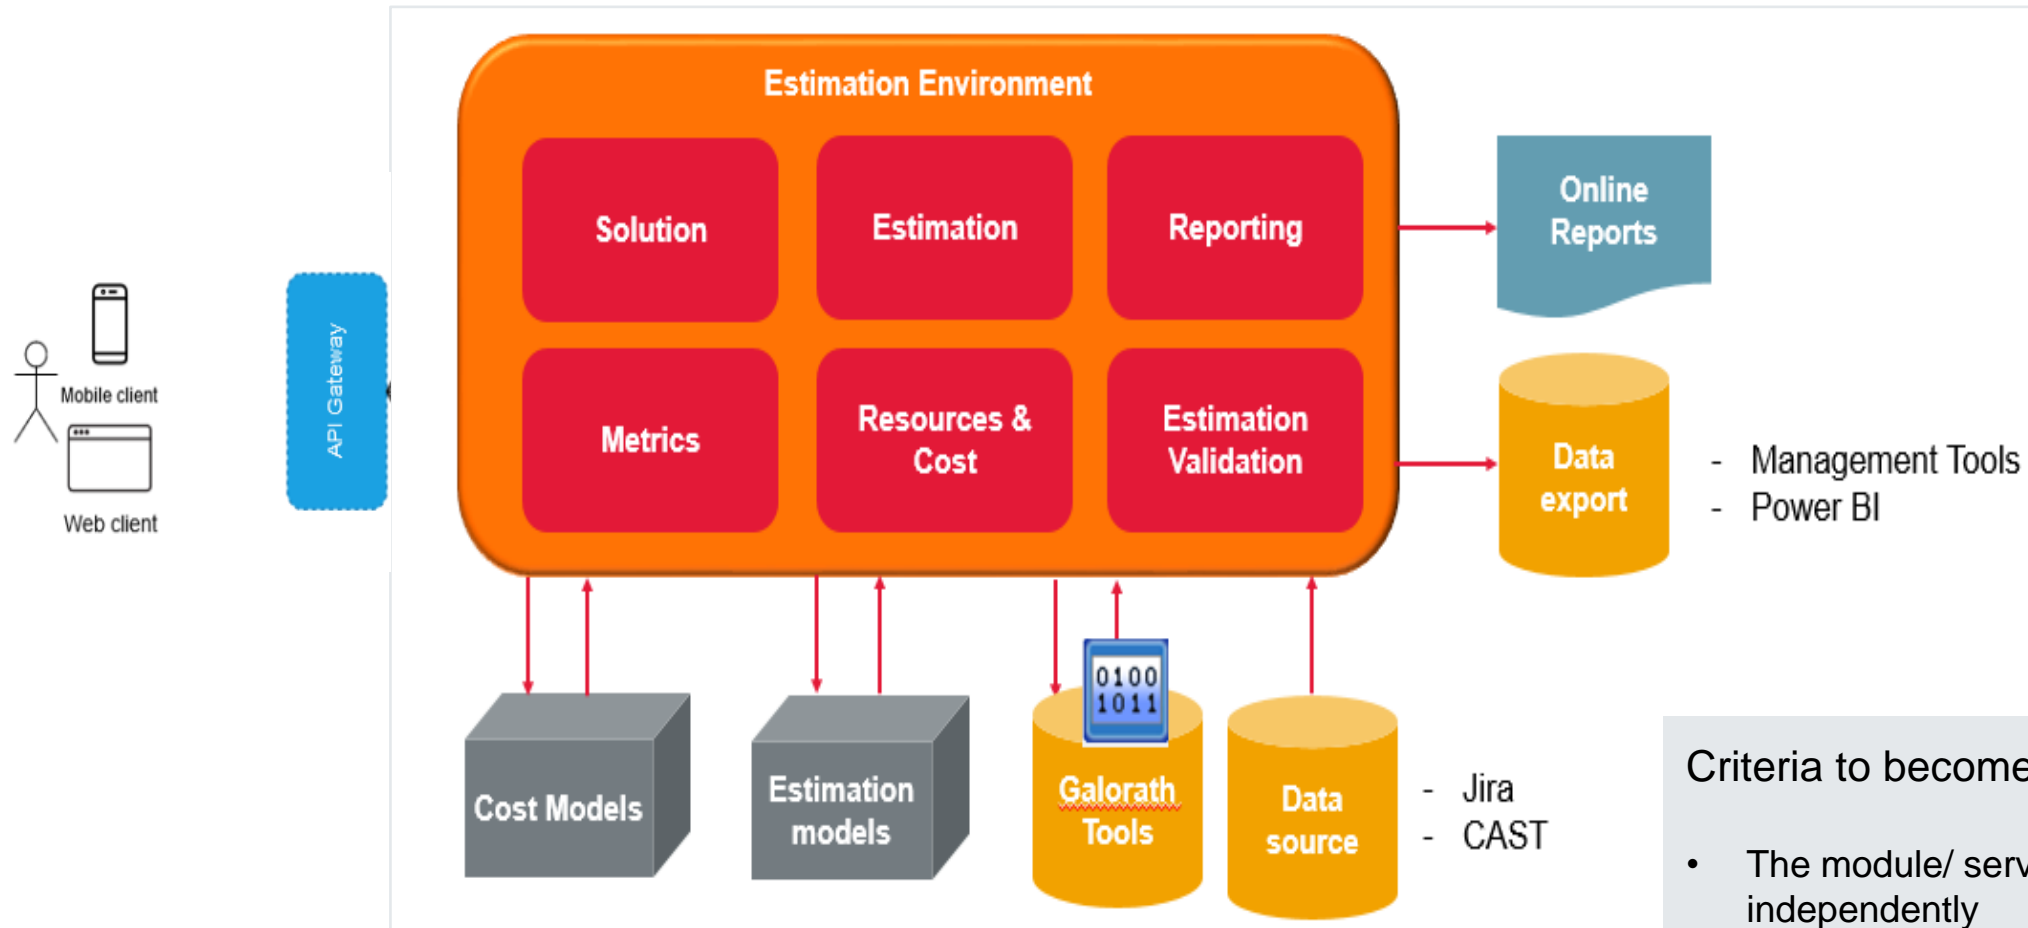 Estimation Environment
Solution
Estimation
Reporting
Metrics
Resources &
Cost
Estimation
Validation
Online
Reports
Data
export
- Management Tools
- Power BI
Mobile client
Web client
API Gateway
Cost Models
Estimation
models
0100
1011
Galorath
Tools
Data
source
- Jira
- CAST
Criteria to become
• The module/ serv
independently